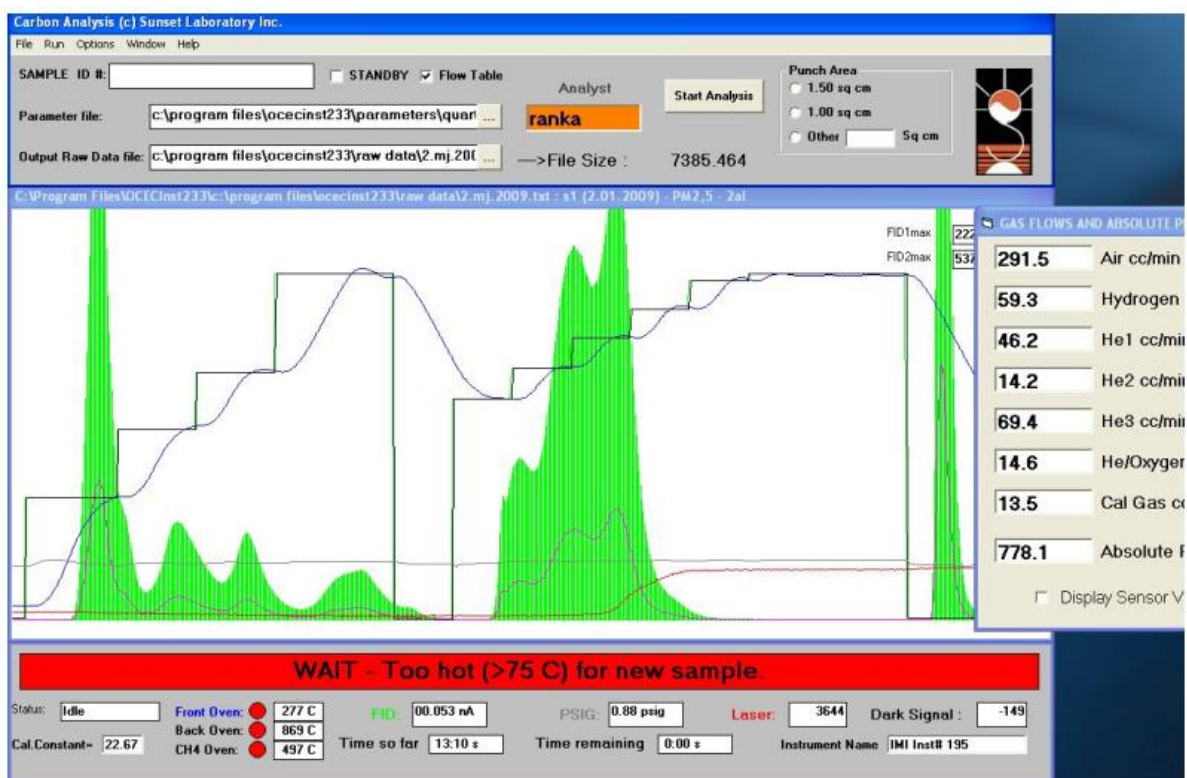 Carbon Analysis (c) Sunset Laboratory Inc.
File Run Options Window Help
SAMPLE ID #: STANDBY Flow Table
Parameter file: c:\program files\ocecinst233\parameters\quart ...
Output Raw Data file: c:\program files\ocecinst233\raw data\2.mj.20( ...
Analyst
ranka
Start Analysis
-->File Size : 7385.464
Punch Area
1.50 sq cm
1.00 sq cm
Other Sq cm
C:\Program Files\OCECInst233\c:\program files\ocecinst233\raw data\2.mj.2009.txt : s1 (2.01.2009) - PM2,5 - 2al
FID1max 222
FID2max 537
GAS FLOWS AND ABSOLUTE P
291.5 Air cc/min
59.3 Hydrogen
46.2 He1 cc/min
14.2 He2 cc/min
69.4 He3 cc/min
14.6 He/Oxygen
13.5 Cal Gas cc
778.1 Absolute P
Display Sensor V
WAIT - Too hot (>75 C) for new sample.
Status: Idle
Cal.Constant= 22.67
Front Oven: 277 C
Back Oven: 869 C
CH4 Oven: 497 C
FID: 00.053 nA
PSIG: 0.88 psig
Laser: 3644
Dark Signal : -149
Time so far 13:10 s
Time remaining 0:00 s
Instrument Name IMI Inst# 195